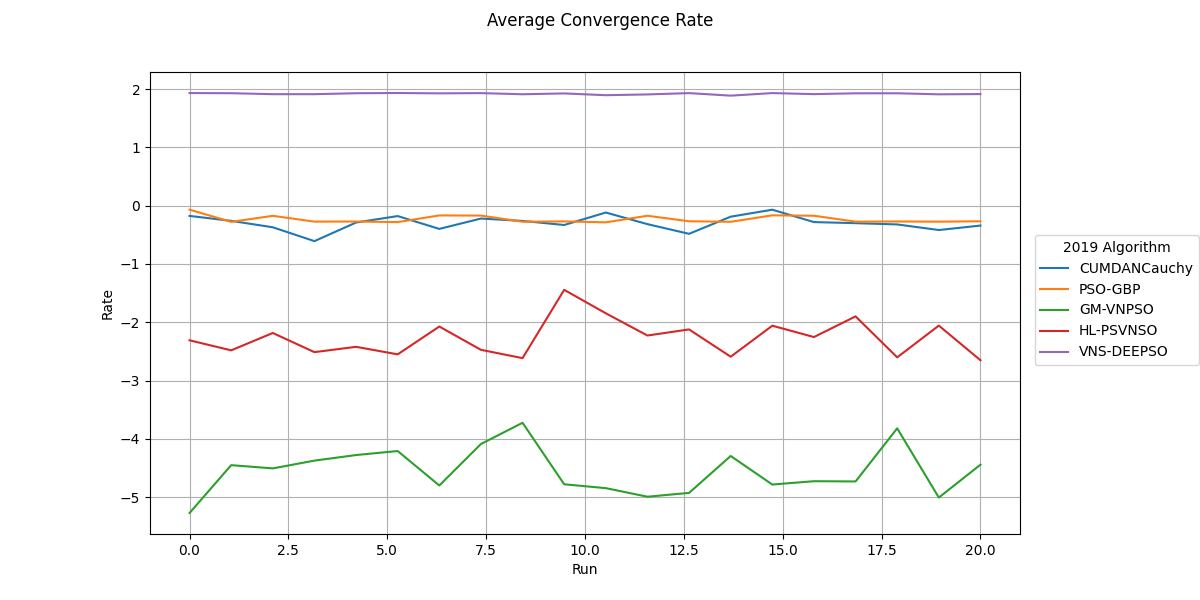 Average Convergence Rate
2
1
0
−1
−2
−3
−4
−5
Rate
0.0 2.5 5.0 7.5 10.0 12.5 15.0 17.5 20.0
Run
2019 Algorithm
CUMDANCauchy
PSO-GBP
GM-VNPSO
HL-PSVNSO
VNS-DEEPSO